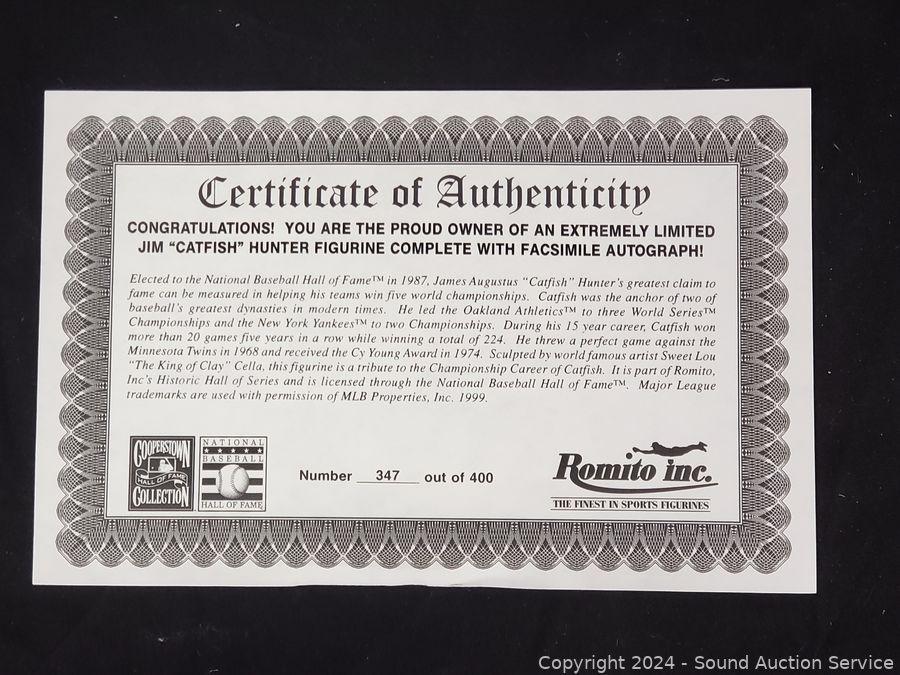 Certificate of Authenticity
CONGRATULATIONS! YOU ARE THE PROUD OWNER OF AN EXTREMELY LIMITED
JIM “CATFISH” HUNTER FIGURINE COMPLETE WITH FACSIMILE AUTOGRAPH!
Elected to the National Baseball Hall of Fame™ in 1987, James Augustus "Catfish" Hunter's greatest claim to
fame can be measured in helping his teams win five world championships. Catfish was the anchor of two of
baseball's greatest dynasties in modern times. He led the Oakland Athletics™ to three World Series™
Championships and the New York Yankees™ to two Championships. During his 15 year career, Catfish won
more than 20 games five years in a row while winning a total of 224. He threw a perfect game against the
Minnesota Twins in 1968 and received the Cy Young Award in 1974. Sculpted by world famous artist Sweet Lou
"The King of Clay" Cella, this figurine is a tribute to the Championship Career of Catfish. It is part of Romito,
Inc's Historic Hall of Series and is licensed through the National Baseball Hall of Fame™. Major League
trademarks are used with permission of MLB Properties, Inc. 1999.
COOPERSTOWN
HALL OF FAME
COLLECTION
NATIONAL
BASEBALL
HALL OF FAME
Number 347 out of 400
Romito inc.
THE FINEST IN SPORTS FIGURINES
Copyright 2024 - Sound Auction Service